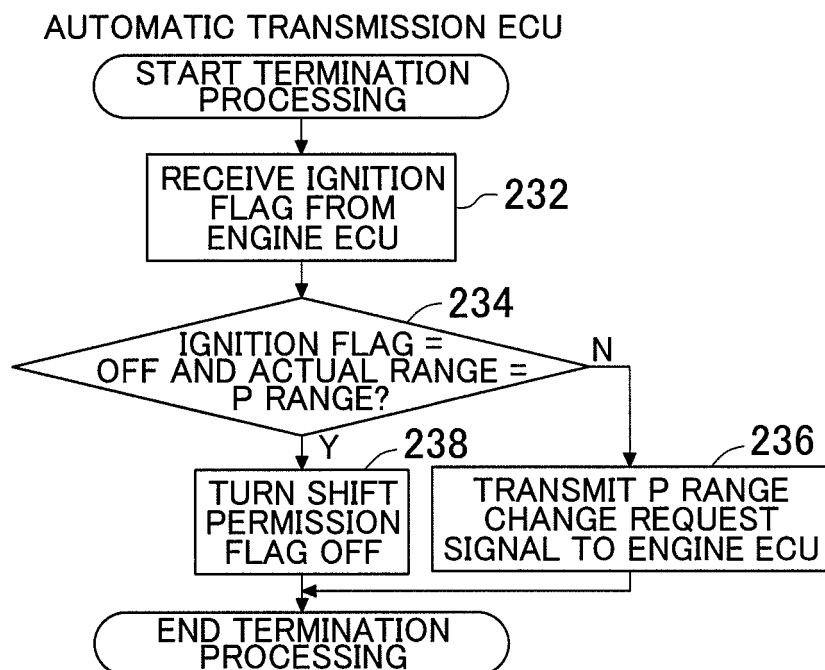 AUTOMATIC TRANSMISSION ECU
START TERMINATION
PROCESSING
RECEIVE IGNITION
FLAG FROM
ENGINE ECU
232
234
IGNITION FLAG =
OFF AND ACTUAL RANGE =
P RANGE?
N
Y
238
TURN SHIFT
PERMISSION
FLAG OFF
236
TRANSMIT P RANGE
CHANGE REQUEST
SIGNAL TO ENGINE ECU
END TERMINATION
PROCESSING